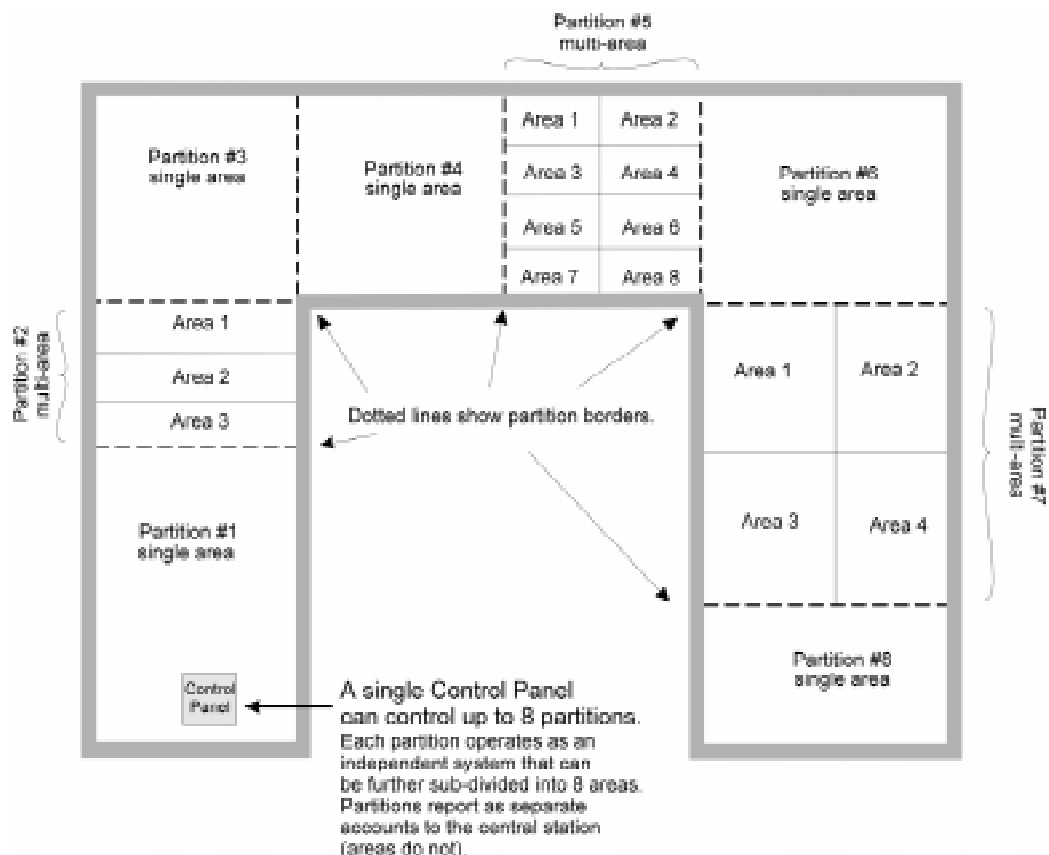 Partition #5
multi-area
Partition #3
single area
Partition #4
single area
Area 1
Area 2
Area 3
Area 4
Area 5
Area 6
Area 7
Area 8
Partition #6
single area
Partition #2
multi-area
Area 1
Area 2
Area 3
Dotted lines show partition borders.
Area 1
Area 2
Area 3
Area 4
Partition #7
multi-area
Partition #1
single area
Partition #8
single area
Control
Panel
A single Control Panel
can control up to 8 partitions.
Each partition operates as an
independent system that can
be further sub-divided into 8 areas.
Partitions report as separate
accounts to the central station
(areas do not).